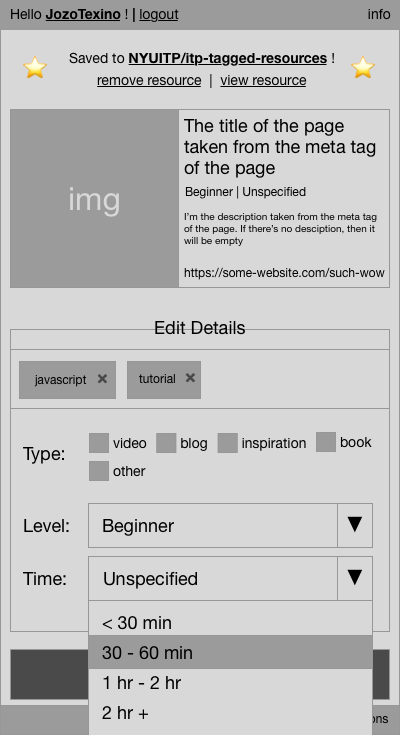 Hello JozoTexino ! | logout
info
Saved to NYUITP/itp-tagged-resources !
remove resource | view resource
img
The title of the page
taken from the meta tag
of the page
Beginner | Unspecified
I'm the description taken from the meta tag
of the page. If there's no desciption, then it
will be empty
https://some-website.com/such-wow
Edit Details
javascript ×
tutorial ×
Type:
video
blog
inspiration
book
other
Level:
Beginner
Time:
Unspecified
< 30 min
30 - 60 min
1 hr - 2 hr
2 hr +